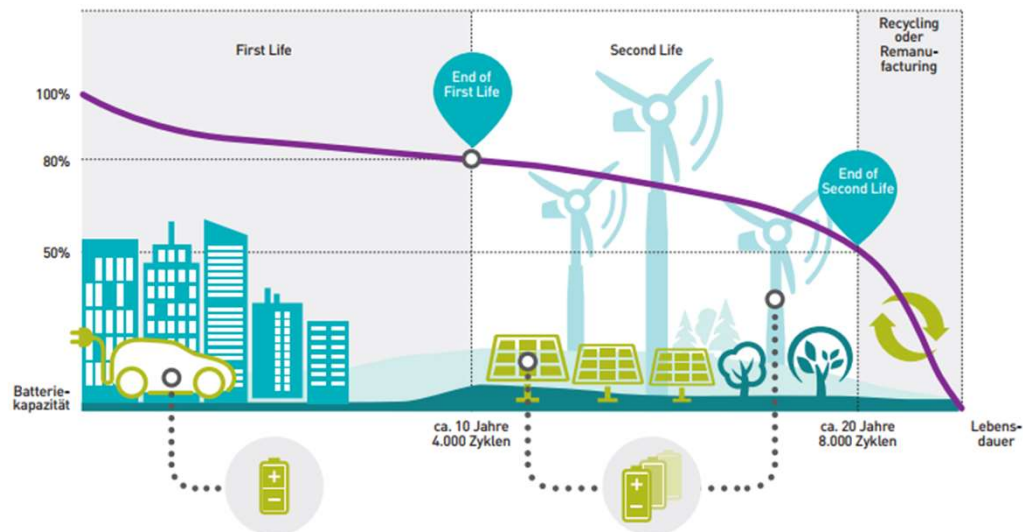 First Life
Second Life
Recycling
oder
Remanu-
facturing
End of
First Life
End of
Second Life
100%
80%
50%
Batterie-
kapazität
ca. 10 Jahre
4.000 Zyklen
ca. 20 Jahre
8.000 Zyklen
Lebens-
dauer
+
−
+
−